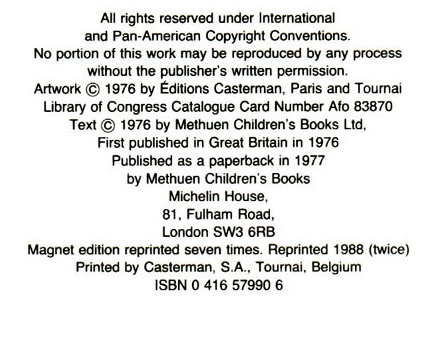 All rights reserved under International
and Pan-American Copyright Conventions.
No portion of this work may be reproduced by any process
without the publisher's written permission.
Artwork © 1976 by Éditions Casterman, Paris and Tournai
Library of Congress Catalogue Card Number Afo 83870
Text © 1976 by Methuen Children's Books Ltd,
First published in Great Britain in 1976
Published as a paperback in 1977
by Methuen Children's Books
Michelin House,
81, Fulham Road,
London SW3 6RB
Magnet edition reprinted seven times. Reprinted 1988 (twice)
Printed by Casterman, S.A., Tournai, Belgium
ISBN 0 416 57990 6